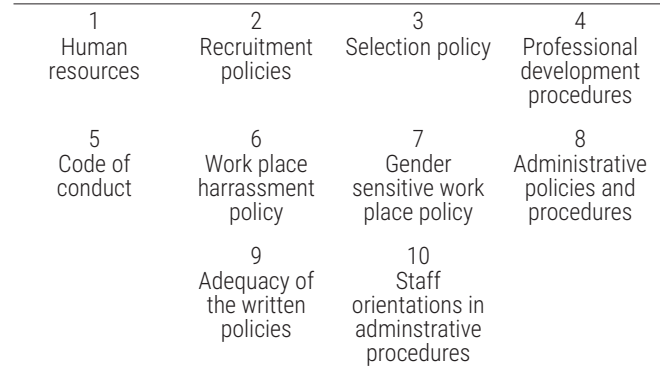 1
Human
resources
2
Recruitment
policies
3
Selection policy
4
Professional
development
procedures
5
Code of
conduct
6
Work place
harrassment
policy
7
Gender
sensitive work
place policy
8
Administrative
policies and
procedures
9
Adequacy of
the written
policies
10
Staff
orientations in
adminstrative
procedures